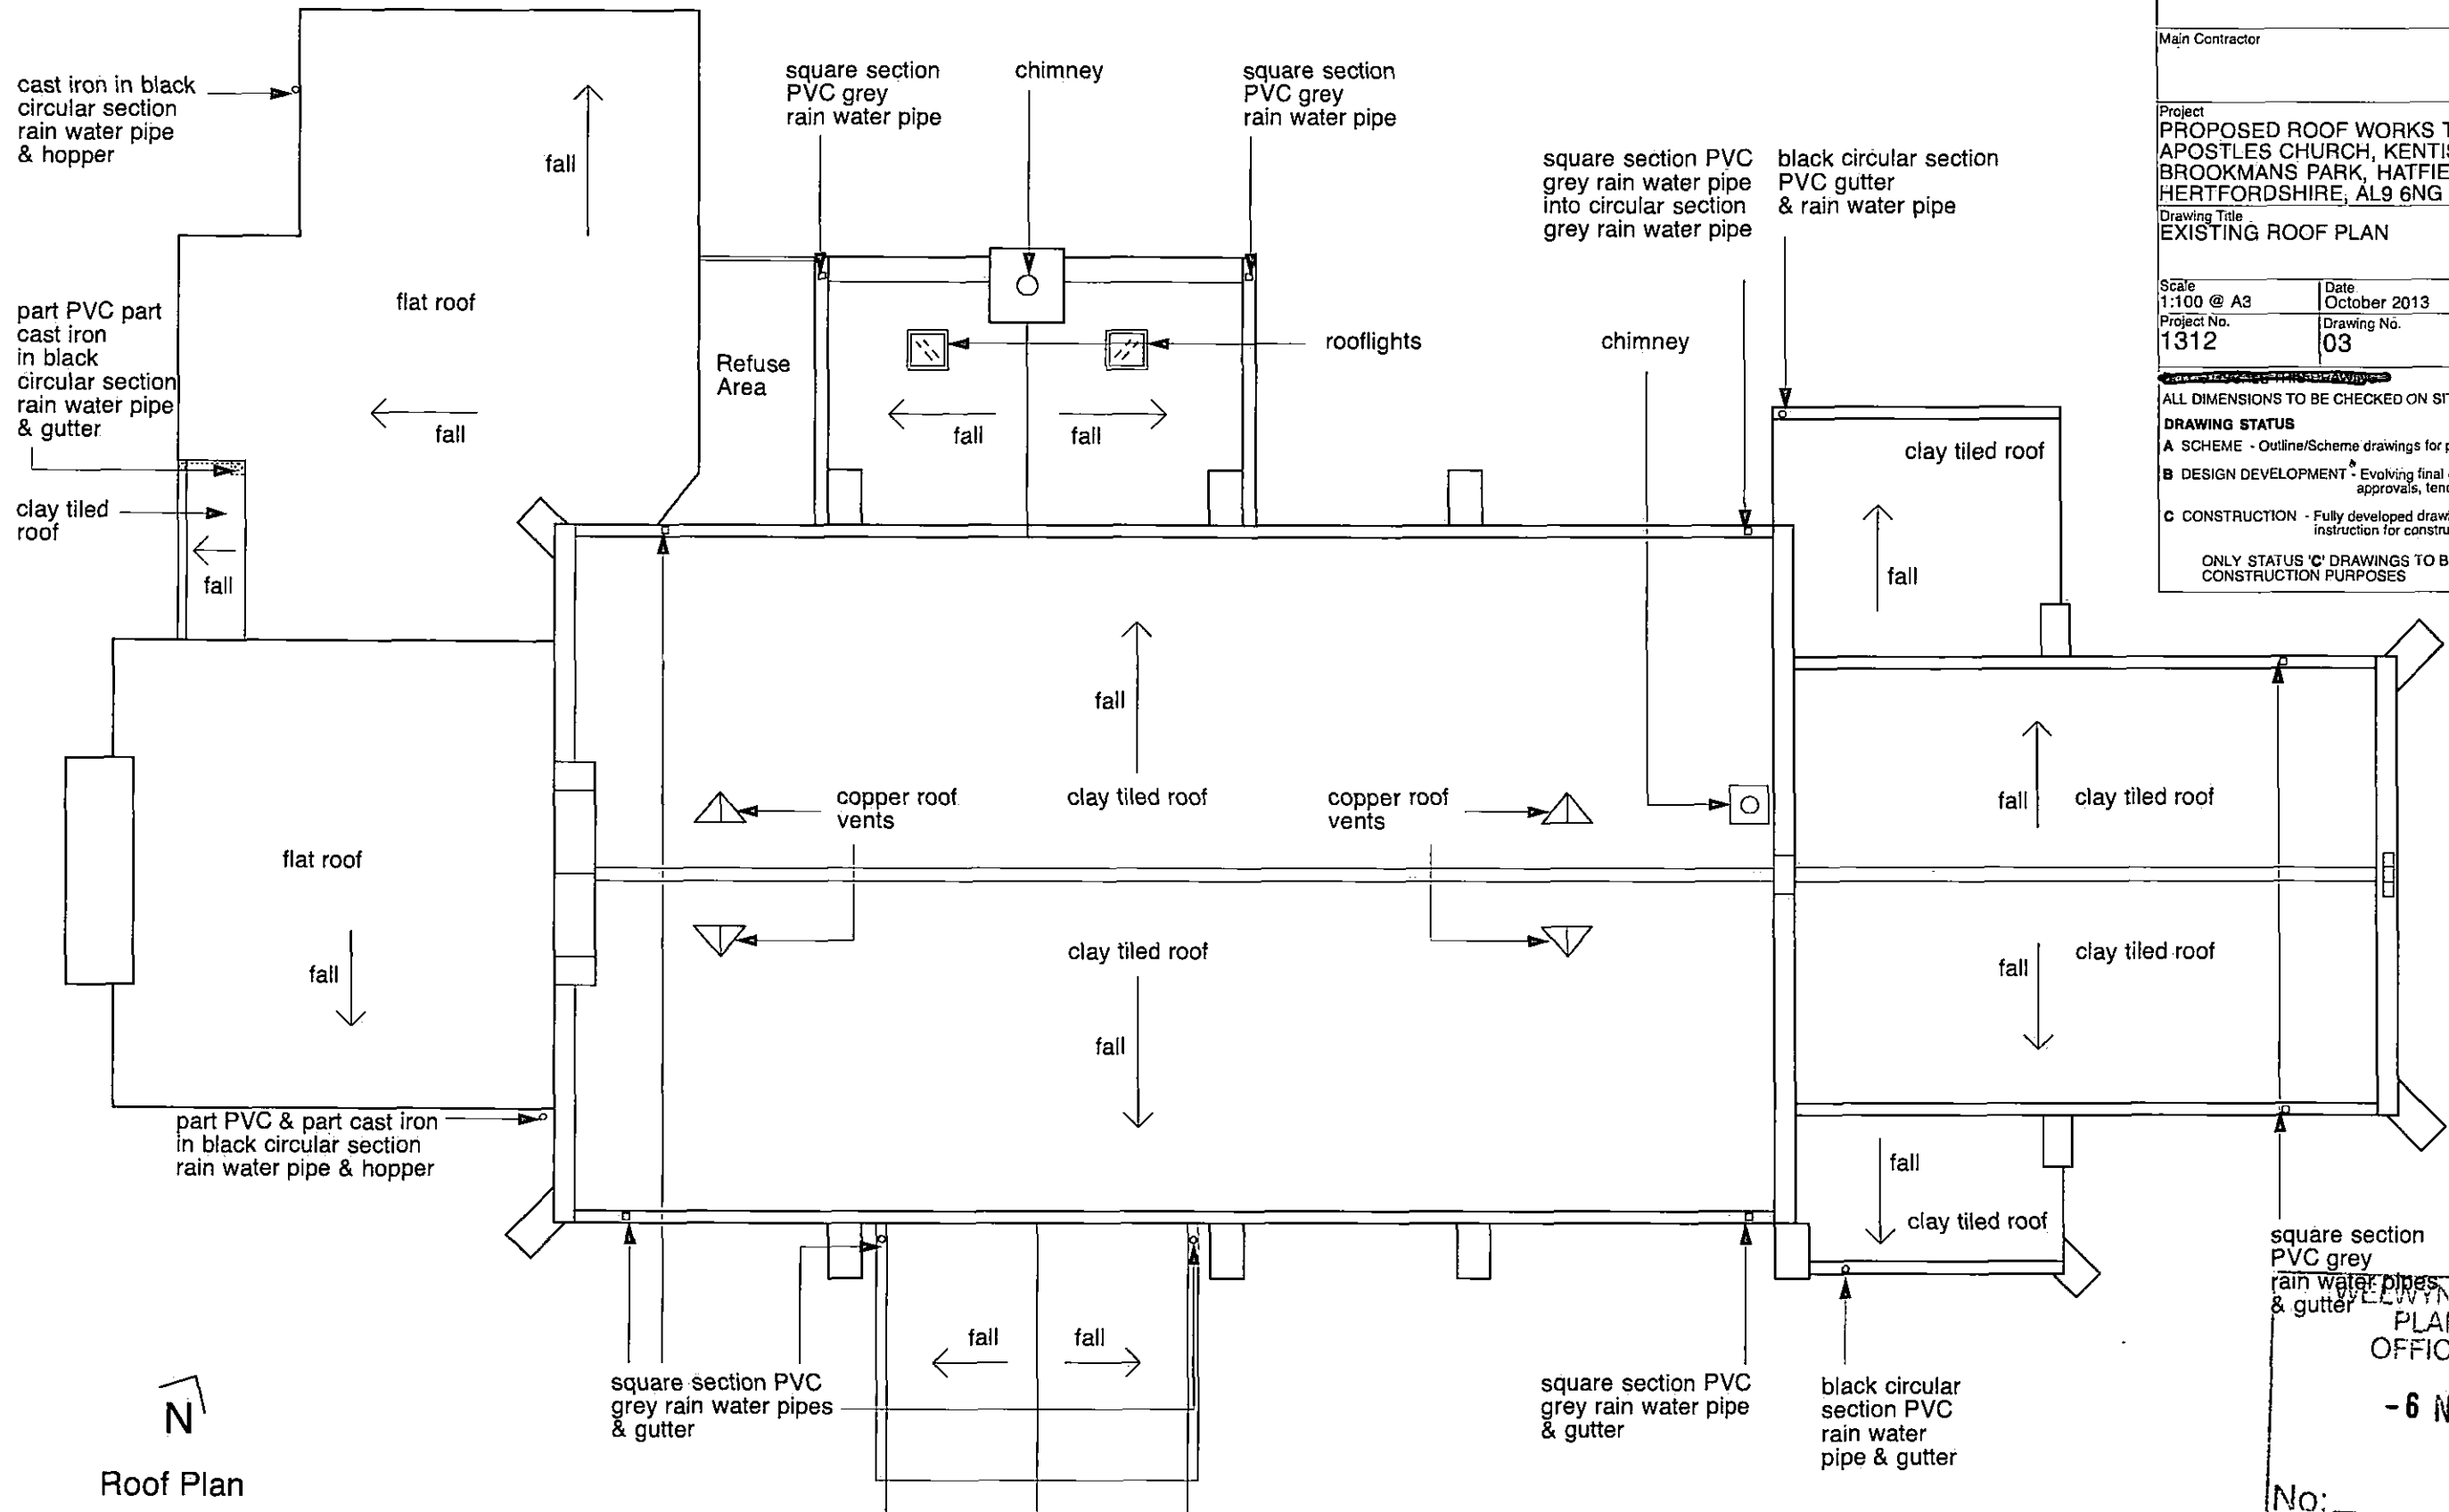 cast iron in black
circular section
rain water pipe
& hopper
fall
square section
PVC grey
rain water pipe
chimney
square section
PVC grey
rain water pipe
square section PVC
grey rain water pipe
into circular section
grey rain water pipe
black circular section
PVC gutter
& rain water pipe
Main Contractor
Project
PROPOSED ROOF WORKS T
APOSTLES CHURCH, KENTIS
BROOKMANS PARK, HATFIE
HERTFORDSHIRE, AL9 6NG
Drawing Title
EXISTING ROOF PLAN
Scale
1:100 @ A3
Date
October 2013
Project No.
1312
Drawing No.
03
ALL DIMENSIONS TO BE CHECKED ON SIT
DRAWING STATUS
A SCHEME - Outline/Scheme drawings for p
B DESIGN DEVELOPMENT - Evolving final
approvals, tend
C CONSTRUCTION - Fully developed draw
instruction for constru
ONLY STATUS 'C' DRAWINGS TO B
CONSTRUCTION PURPOSES
part PVC part
cast iron
in black
circular section
rain water pipe
& gutter
flat roof
fall
Refuse
Area
rooflights
fall
fall
chimney
clay tiled roof
fall
clay tiled
roof
fall
fall
copper roof
vents
clay tiled roof
copper roof
vents
fall
clay tiled roof
flat roof
fall
clay tiled roof
fall
fall
clay tiled roof
part PVC & part cast iron
in black circular section
rain water pipe & hopper
fall
clay tiled roof
square section
PVC grey
rain water pipes
& gutter
fall
fall
square section PVC
grey rain water pipes
& gutter
square section PVC
grey rain water pipe
& gutter
black circular
section PVC
rain water
pipe & gutter
WELWYN
PLAN
OFFIC
-6 N
No:
N
Roof Plan